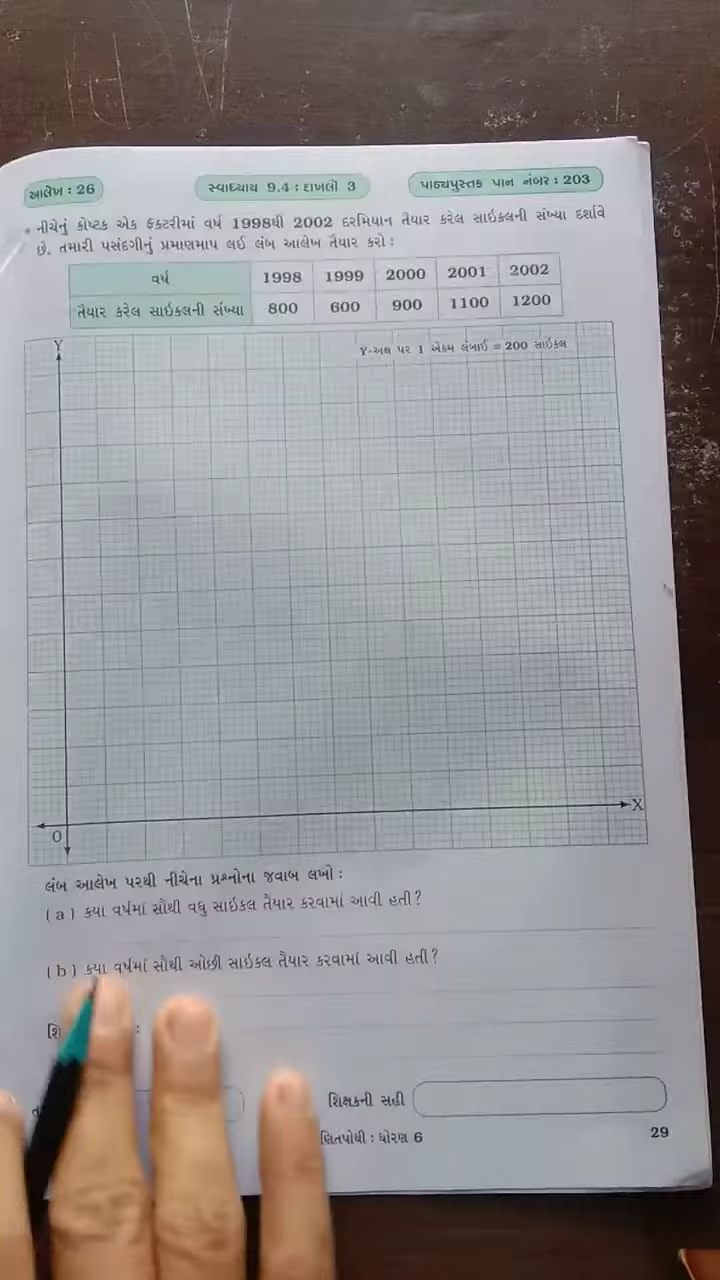 આલેખ : 26
સ્વાધ્યાય 9.4 : દાખલો 3
પાઠ્યપુસ્તક પાન નંબર : 203
• નીચેનું કોષ્ટક એક ફૅક્ટરીમાં વર્ષ 1998થી 2002 દરમિયાન તૈયાર કરેલ સાઇકલની સંખ્યા દર્શાવે
છે. તમારી પસંદગીનું પ્રમાણમાપ લઈ લંબ આલેખ તૈયાર કરો :
વર્ષ 1998 1999 2000 2001 2002
તૈયાર કરેલ સાઇકલની સંખ્યા 800 600 900 1100 1200
Y
Y-અક્ષ પર 1 એકમ લંબાઈ = 200 સાઇકલ
X
O
લંબ આલેખ પરથી નીચેના પ્રશ્નોના જવાબ લખો :
(a) કયા વર્ષમાં સૌથી વધુ સાઇકલ તૈયાર કરવામાં આવી હતી ?
(b) કયા વર્ષમાં સૌથી ઓછી સાઇકલ તૈયાર કરવામાં આવી હતી ?
:
શિક્ષકની સહી
ધોરણ 6
29